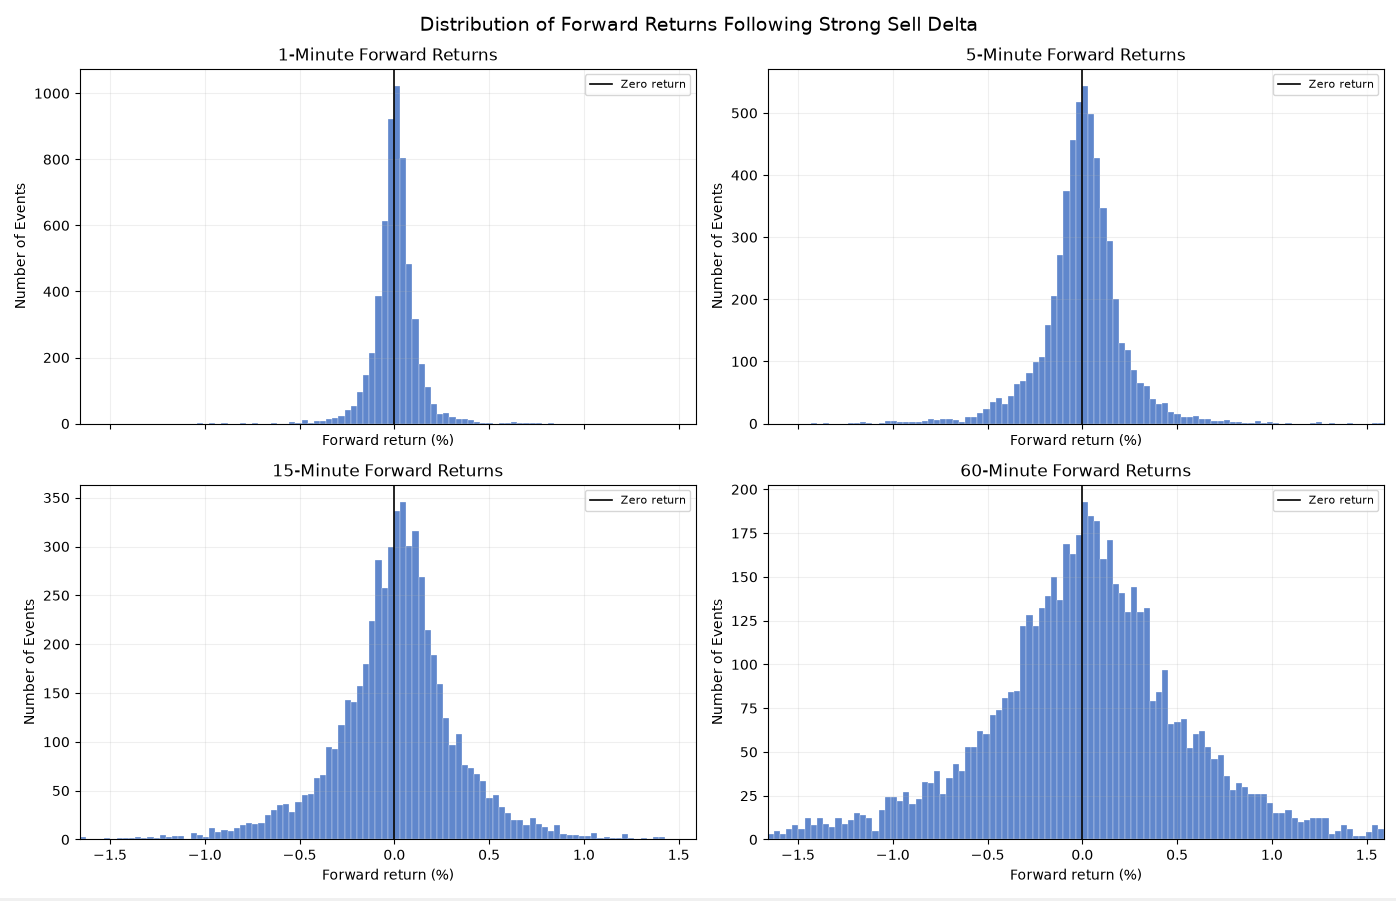 Distribution of Forward Returns Following Strong Sell Delta
1-Minute Forward Returns
Zero return
1000
800
600
400
200
0
Number of Events
Forward return (%)
5-Minute Forward Returns
Zero return
500
400
300
200
100
0
Number of Events
Forward return (%)
15-Minute Forward Returns
Zero return
350
300
250
200
150
100
50
0
Number of Events
−1.5 −1.0 −0.5 0.0 0.5 1.0 1.5
Forward return (%)
60-Minute Forward Returns
Zero return
200
175
150
125
100
75
50
25
0
Number of Events
−1.5 −1.0 −0.5 0.0 0.5 1.0 1.5
Forward return (%)